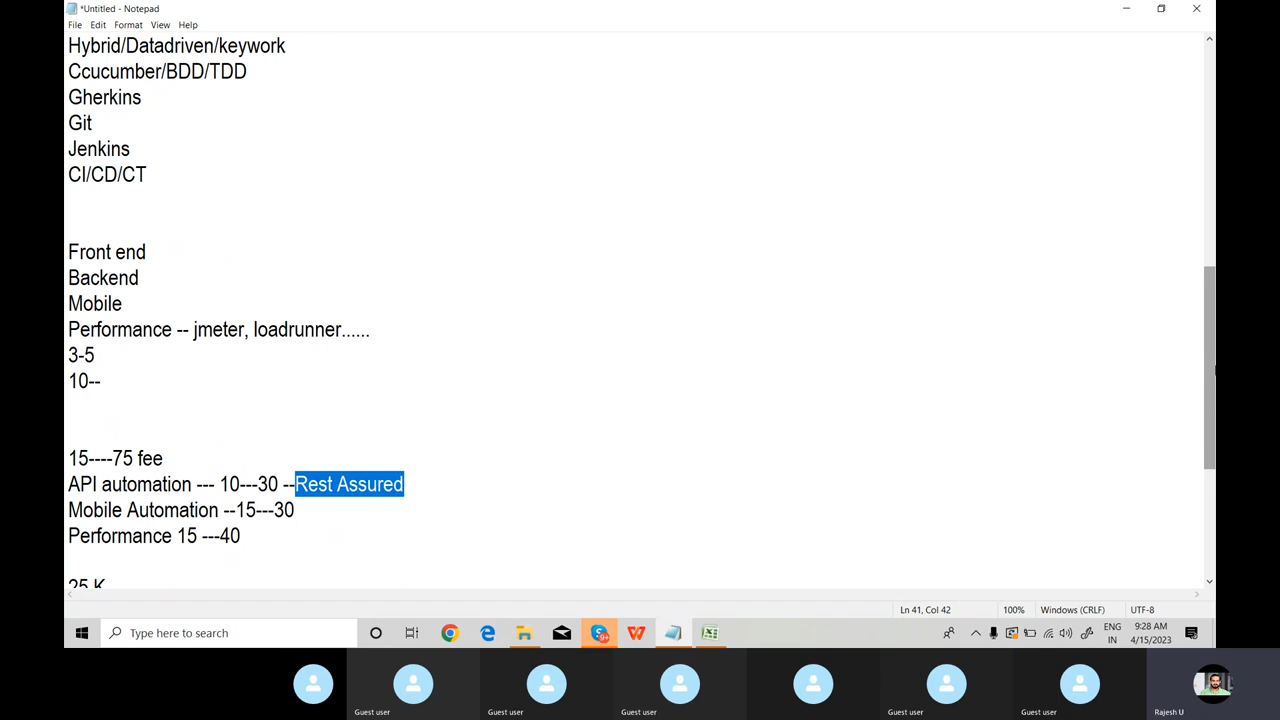 *Untitled - Notepad
File Edit Format View Help
Hybrid/Datadriven/keywork
Ccucumber/BDD/TDD
Gherkins
Git
Jenkins
CI/CD/CT
Front end
Backend
Mobile
Performance -- jmeter, loadrunner......
3-5
10--
15----75 fee
API automation --- 10---30 --Rest Assured
Mobile Automation --15---30
Performance 15 ---40
25 K
Ln 41, Col 42 100% Windows (CRLF) UTF-8
Type here to search
9+
W
ENG
IN
9:28 AM
4/15/2023
Guest user Guest user Guest user Guest user Guest user Rajesh U